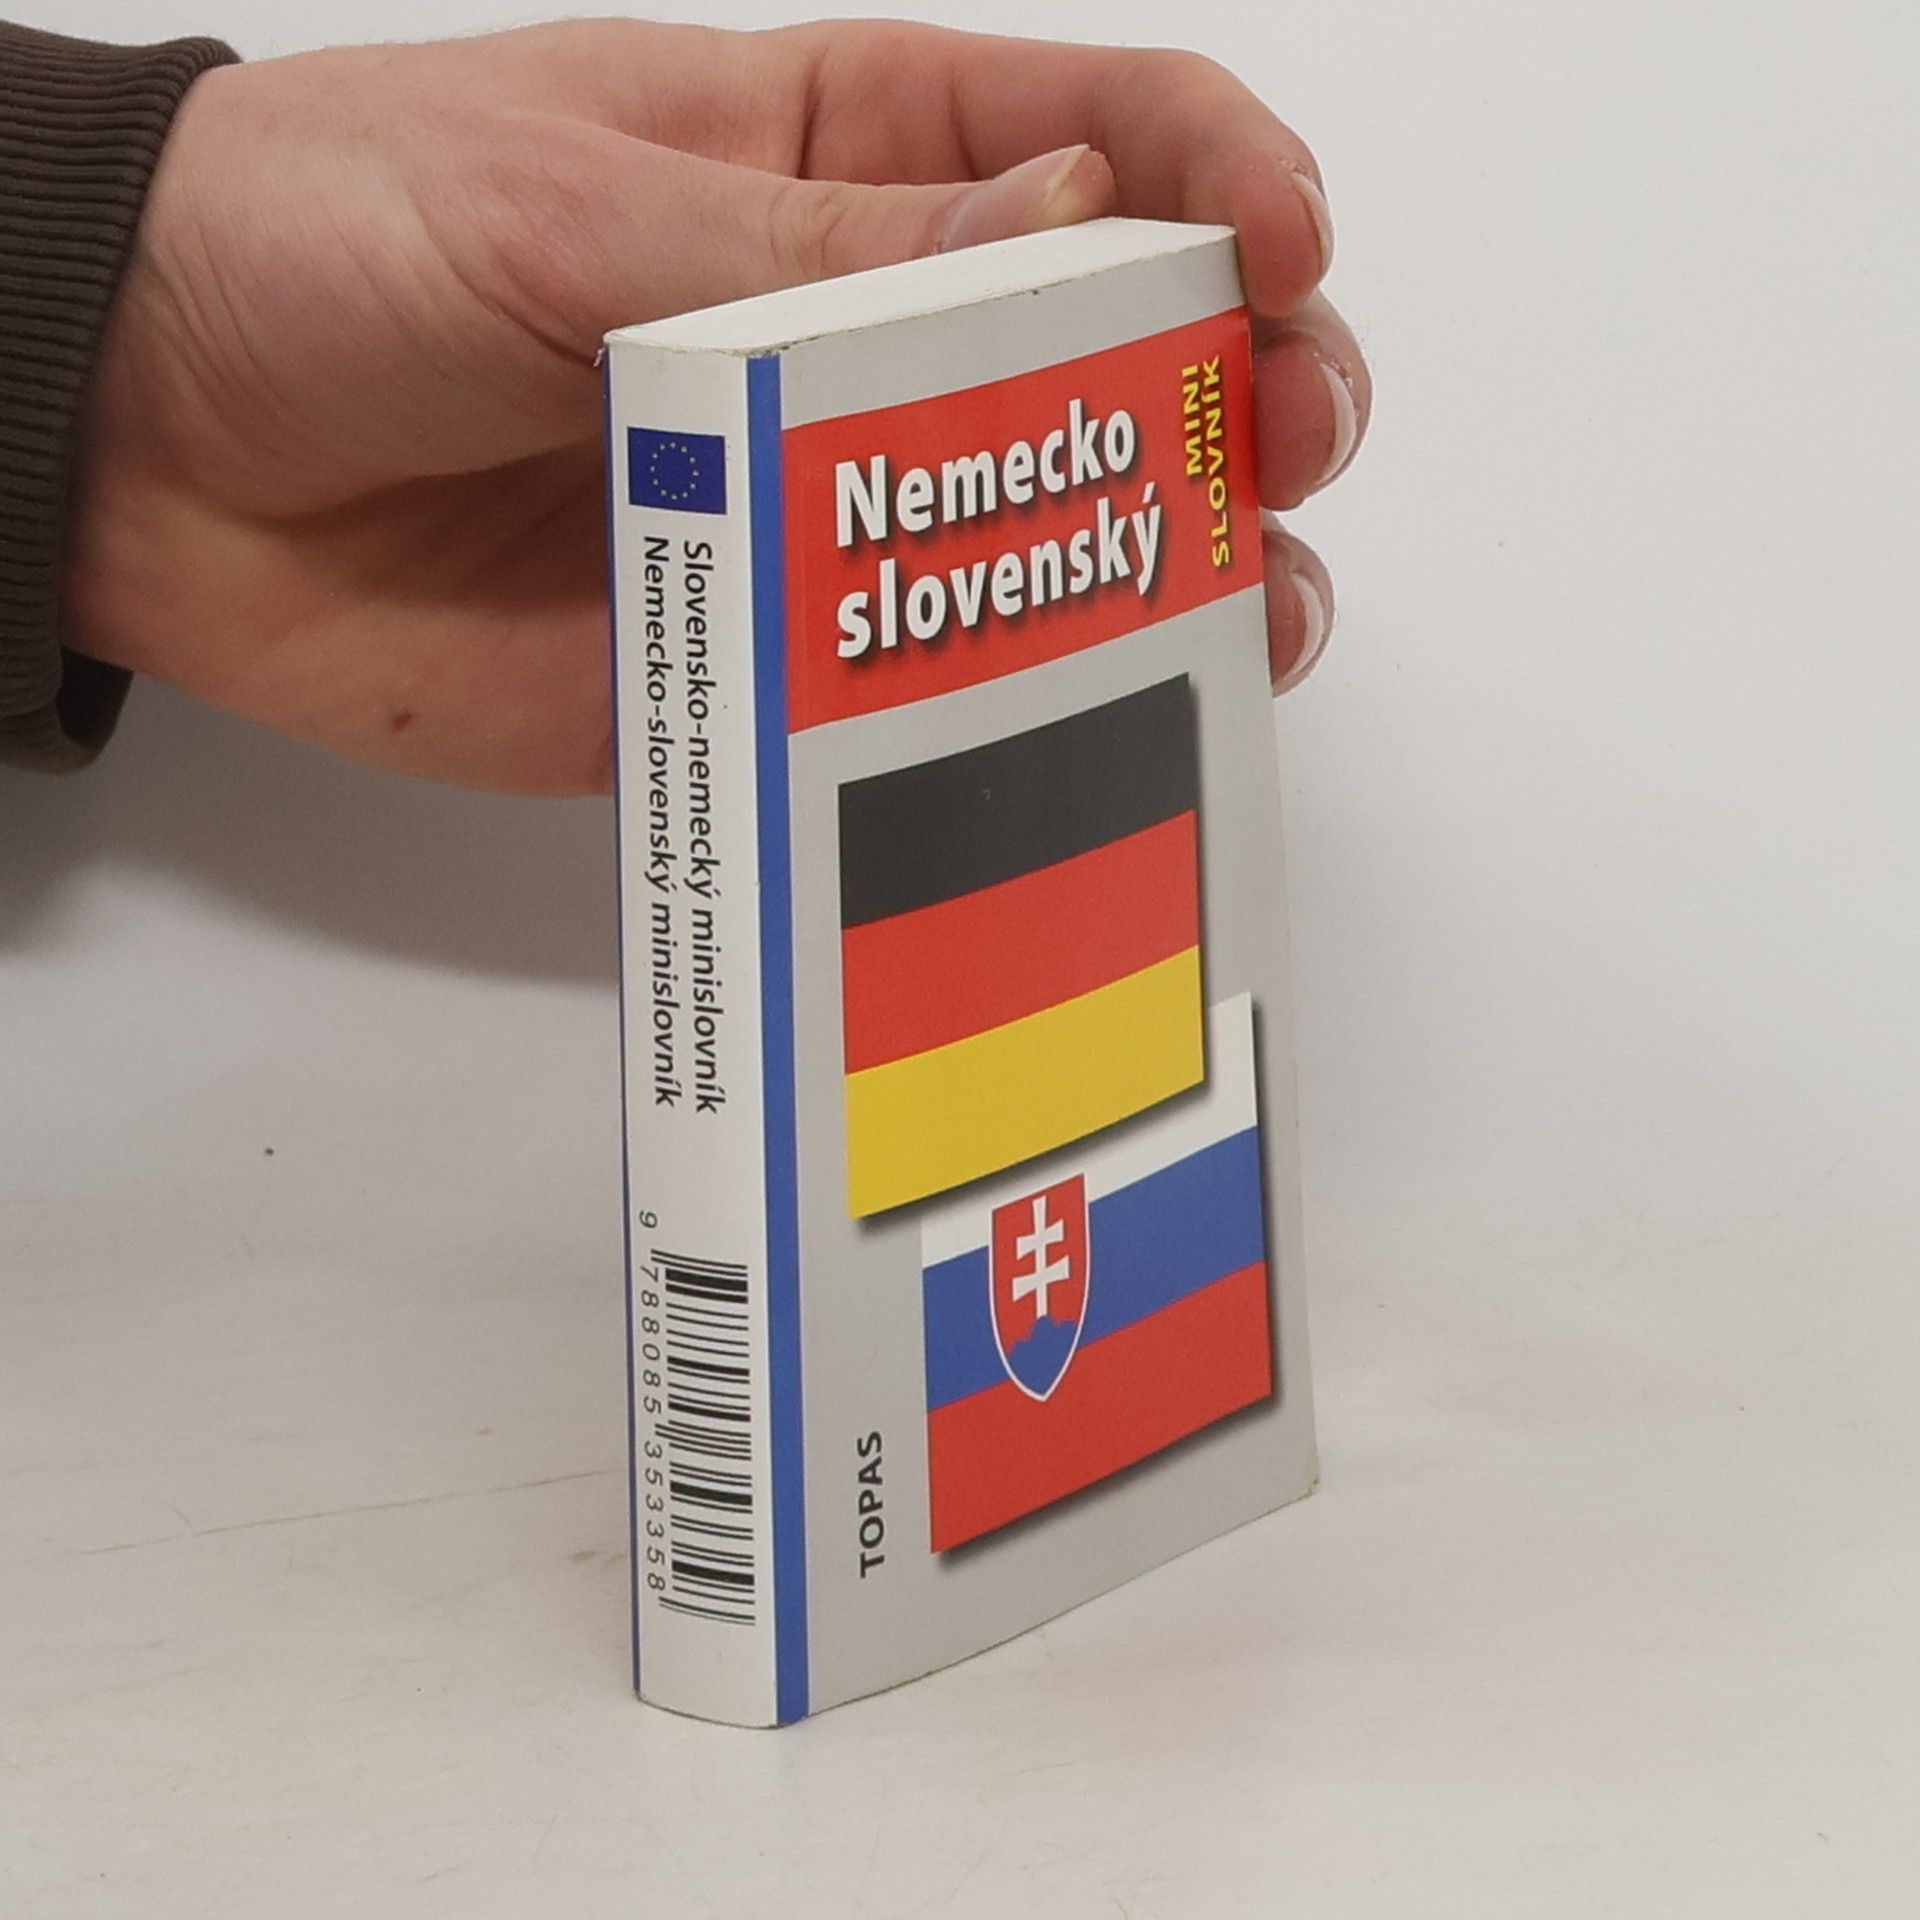 Slovensko-nemecký minislovník
Nemecko-slovenský minislovník
9 788085 353358
Nemecko
slovenský
MINI
SLOVNÍK
TOPAS